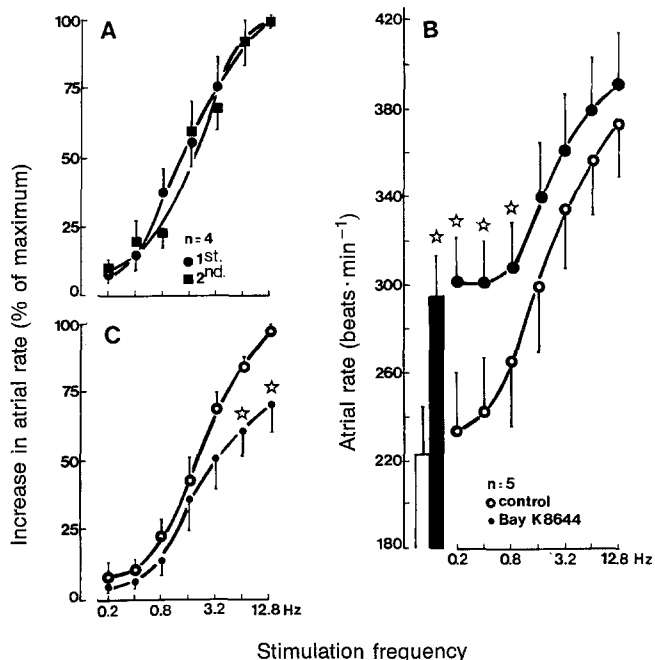 Increase in atrial rate (% of maximum)
A
100
75
50
25
0
n = 4
1st.
2nd.
C
100
75
50
25
0
0.2
0.8
3.2
12.8 Hz
B
Atrial rate (beats·min⁻¹)
420
380
340
300
260
220
180
n = 5
control
Bay K8644
0.2
0.8
3.2
12.8 Hz
Stimulation frequency